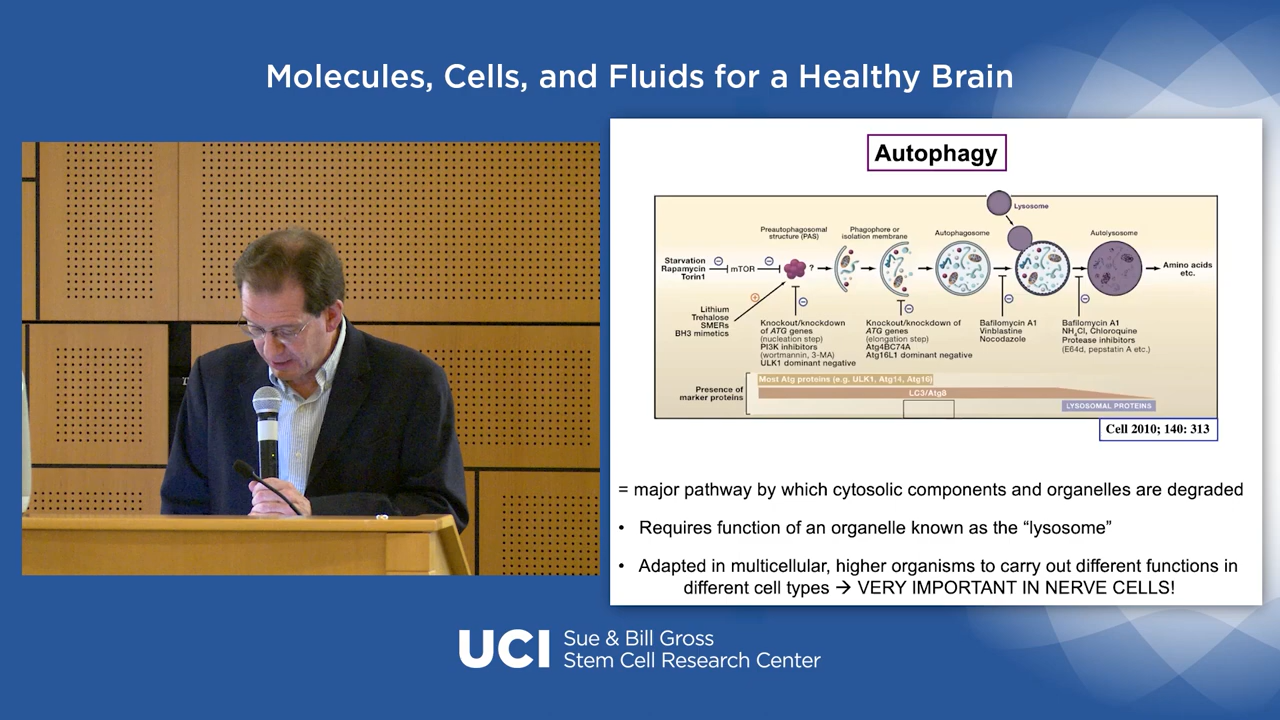 Molecules, Cells, and Fluids for a Healthy Brain
Autophagy
Lysosome
Preautophagosomal
structure (PAS)
Phagophore or
isolation membrane
Autophagosome
Autolysosome
Starvation
Rapamycin
Torin1
mTOR
?
Amino acids
etc.
Lithium
Trehalose
SMERs
BH3 mimetics
Knockout/knockdown
of ATG genes
(nucleation step)
PI3K inhibitors
(wortmannin, 3-MA)
ULK1 dominant negative
Knockout/knockdown of
ATG genes
(elongation step)
Atg4BC74A
Atg16L1 dominant negative
Bafilomycin A1
Vinblastine
Nocodazole
Bafilomycin A1
NH4Cl, Chloroquine
Protease inhibitors
(E64d, pepstatin A etc.)
Presence of
marker proteins
Most Atg proteins (e.g. ULK1, Atg14, Atg16)
LC3/Atg8
LYSOSOMAL PROTEINS
Cell 2010; 140: 313
= major pathway by which cytosolic components and organelles are degraded
• Requires function of an organelle known as the “lysosome”
• Adapted in multicellular, higher organisms to carry out different functions in
different cell types → VERY IMPORTANT IN NERVE CELLS!
UCI
Sue & Bill Gross
Stem Cell Research Center